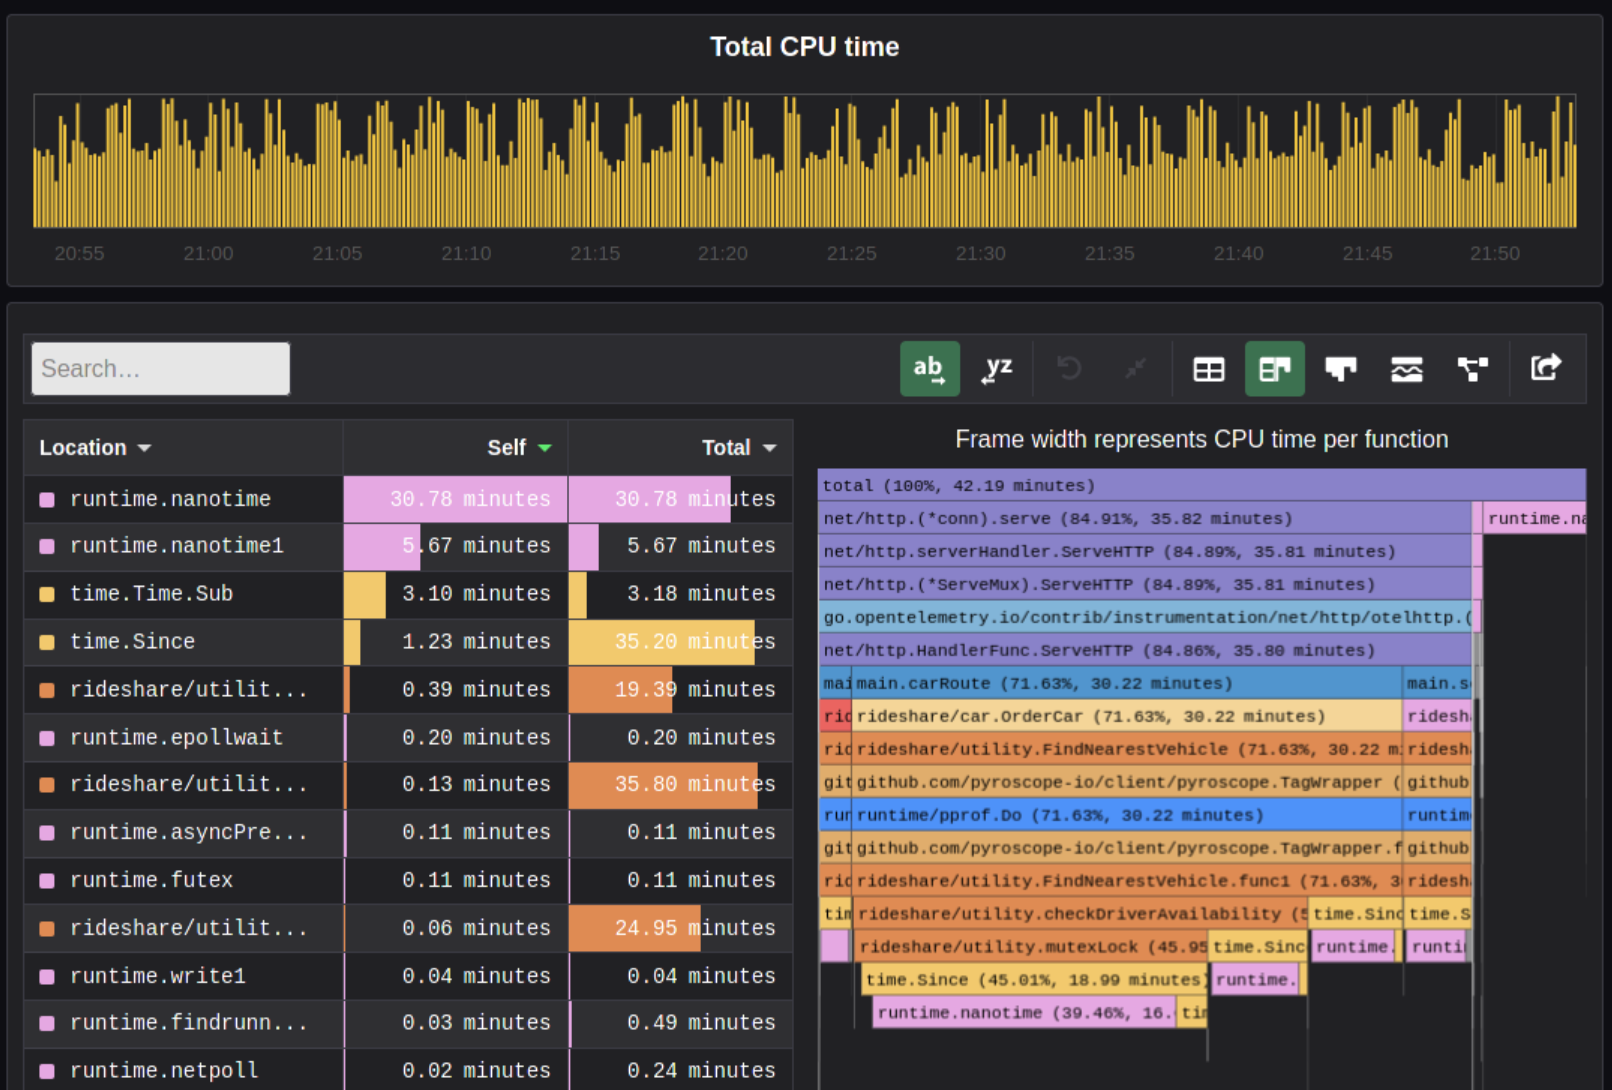 Total CPU time
20:55 21:00 21:05 21:10 21:15 21:20 21:25 21:30 21:35 21:40 21:45 21:50
Search…
ab yz
Location Self Total
runtime.nanotime 30.78 minutes 30.78 minutes
runtime.nanotime1 5.67 minutes 5.67 minutes
time.Time.Sub 3.10 minutes 3.18 minutes
time.Since 1.23 minutes 35.20 minutes
rideshare/utilit... 0.39 minutes 19.39 minutes
runtime.epollwait 0.20 minutes 0.20 minutes
rideshare/utilit... 0.13 minutes 35.80 minutes
runtime.asyncPre... 0.11 minutes 0.11 minutes
runtime.futex 0.11 minutes 0.11 minutes
rideshare/utilit... 0.06 minutes 24.95 minutes
runtime.write1 0.04 minutes 0.04 minutes
runtime.findrunn... 0.03 minutes 0.49 minutes
runtime.netpoll 0.02 minutes 0.24 minutes
Frame width represents CPU time per function
total (100%, 42.19 minutes)
net/http.(*conn).serve (84.91%, 35.82 minutes) runtime.na
net/http.serverHandler.ServeHTTP (84.89%, 35.81 minutes)
net/http.(*ServeMux).ServeHTTP (84.89%, 35.81 minutes)
go.opentelemetry.io/contrib/instrumentation/net/http/otelhttp.(
net/http.HandlerFunc.ServeHTTP (84.86%, 35.80 minutes)
mai main.carRoute (71.63%, 30.22 minutes) main.s
rid rideshare/car.OrderCar (71.63%, 30.22 minutes) ridesh
rid rideshare/utility.FindNearestVehicle (71.63%, 30.22 m ridesh
git github.com/pyroscope-io/client/pyroscope.TagWrapper ( github
run runtime/pprof.Do (71.63%, 30.22 minutes) runtim
git github.com/pyroscope-io/client/pyroscope.TagWrapper.f github
rid rideshare/utility.FindNearestVehicle.func1 (71.63%, 3 ridesh
tim rideshare/utility.checkDriverAvailability (5 time.Sinc time.S
rideshare/utility.mutexLock (45.95 time.Sinc runtime. runti
time.Since (45.01%, 18.99 minutes) runtime.
runtime.nanotime (39.46%, 16. tim